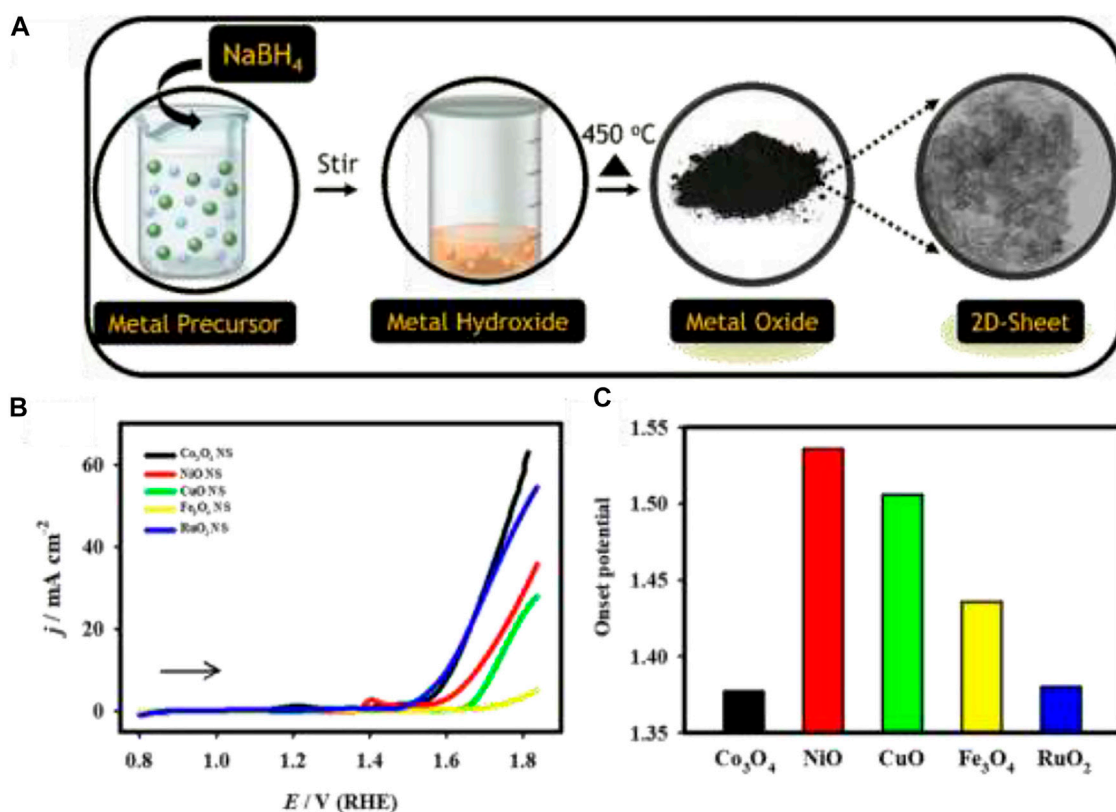 A
NaBH₄
Stir
450 ºC
Metal Precursor
Metal Hydroxide
Metal Oxide
2D-Sheet
B
60
40
20
0
j / mA cm⁻²
Co₃O₄ NS
NiO NS
CuO NS
Fe₃O₄ NS
RuO₂ NS
0.8 1.0 1.2 1.4 1.6 1.8
E / V (RHE)
C
1.55
1.50
1.45
1.40
1.35
Onset potential
Co₃O₄ NiO CuO Fe₃O₄ RuO₂